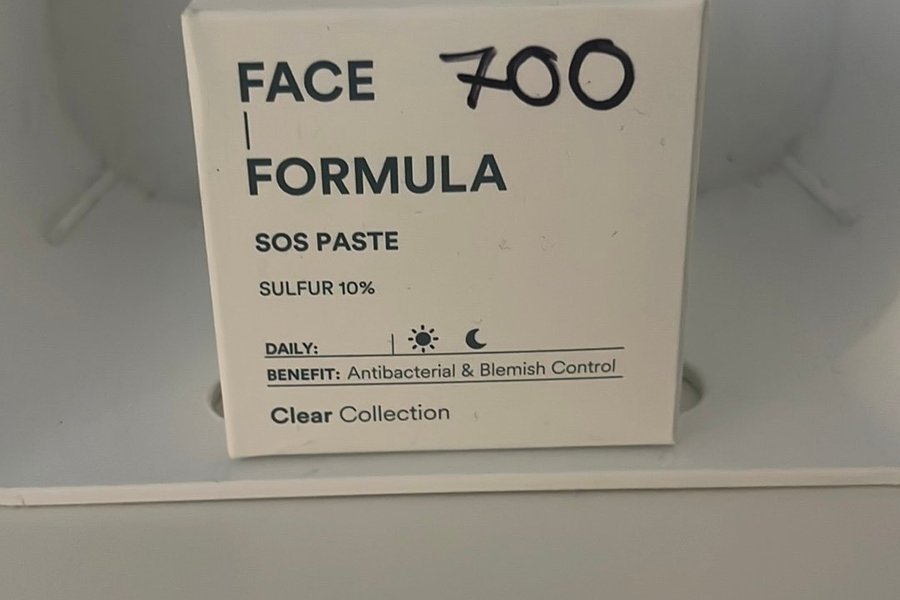 FACE 700
|
FORMULA
SOS PASTE
SULFUR 10%
DAILY: |
BENEFIT: Antibacterial & Blemish Control
Clear Collection